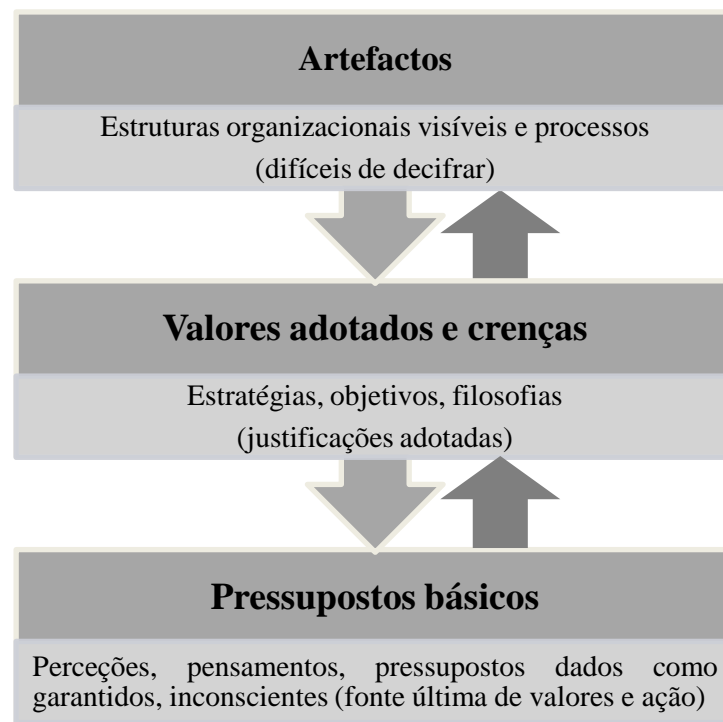 Artefactos
Estruturas organizacionais visíveis e processos
(difíceis de decifrar)
Valores adotados e crenças
Estratégias, objetivos, filosofias
(justificações adotadas)
Pressupostos básicos
Perceções, pensamentos, pressupostos dados como
garantidos, inconscientes (fonte última de valores e ação)